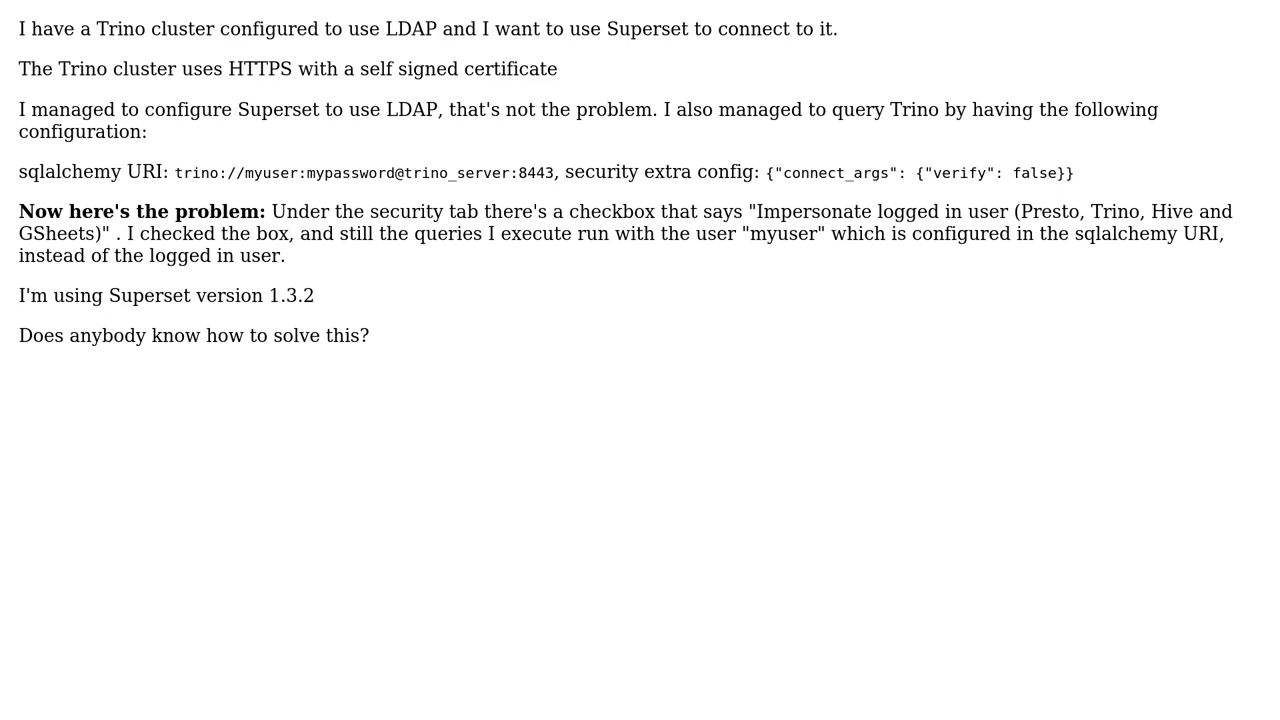 I have a Trino cluster configured to use LDAP and I want to use Superset to connect to it.
The Trino cluster uses HTTPS with a self signed certificate
I managed to configure Superset to use LDAP, that's not the problem. I also managed to query Trino by having the following
configuration:
sqlalchemy URI: trino://myuser:mypassword@trino_server:8443, security extra config: {"connect_args": {"verify": false}}
Now here's the problem: Under the security tab there's a checkbox that says "Impersonate logged in user (Presto, Trino, Hive and
GSheets)" . I checked the box, and still the queries I execute run with the user "myuser" which is configured in the sqlalchemy URI,
instead of the logged in user.
I'm using Superset version 1.3.2
Does anybody know how to solve this?